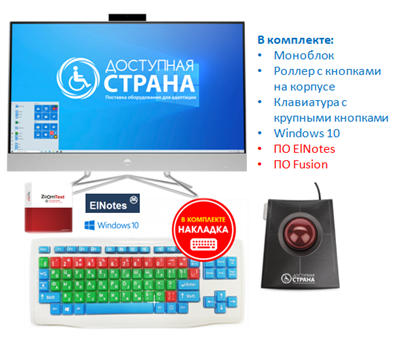 ДОСТУПНАЯ
СТРАНА
Поставка оборудования для адаптации
В комплекте:
• Моноблок
• Роллер с кнопками
на корпусе
• Клавиатура с
крупными кнопками
• Windows 10
• ПО ElNotes
• ПО Fusion
ZoomText
ElNotes
Windows 10
В КОМПЛЕКТЕ
НАКЛАДКА
ДОСТУПНАЯ
СТРАНА